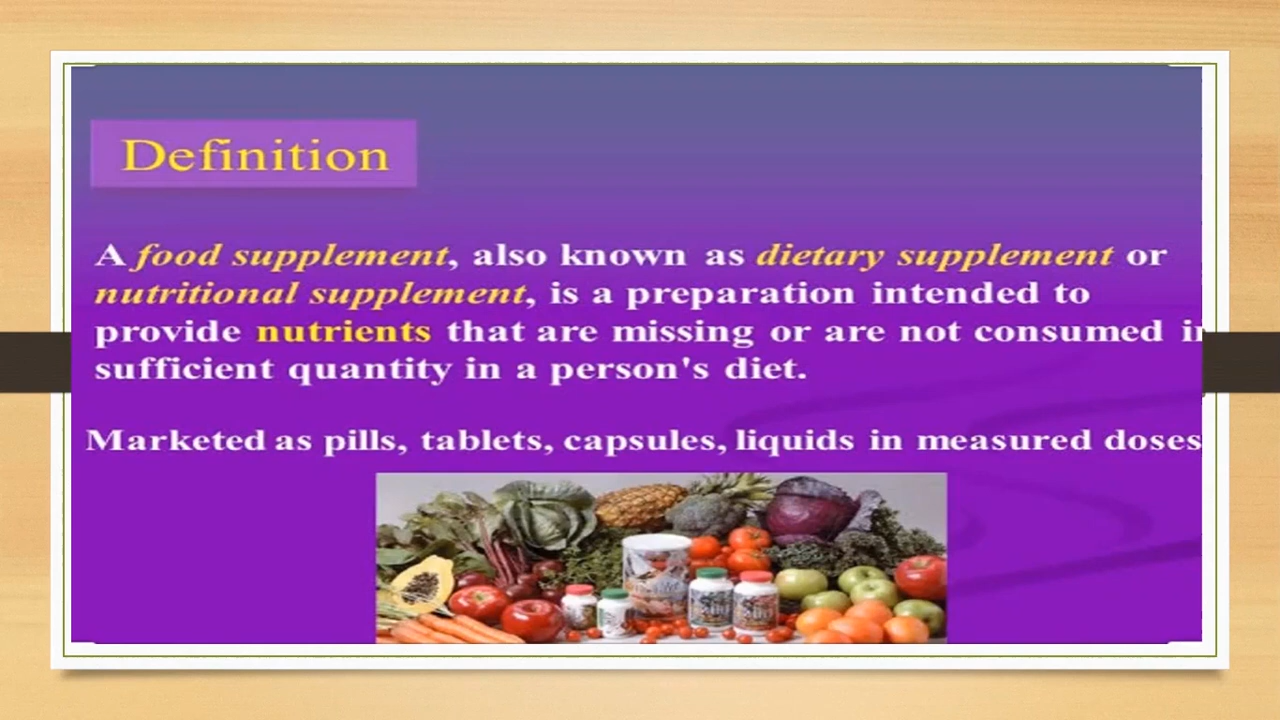 Definition
A food supplement, also known as dietary supplement or
nutritional supplement, is a preparation intended to
provide nutrients that are missing or are not consumed in
sufficient quantity in a person's diet.
Marketed as pills, tablets, capsules, liquids in measured doses